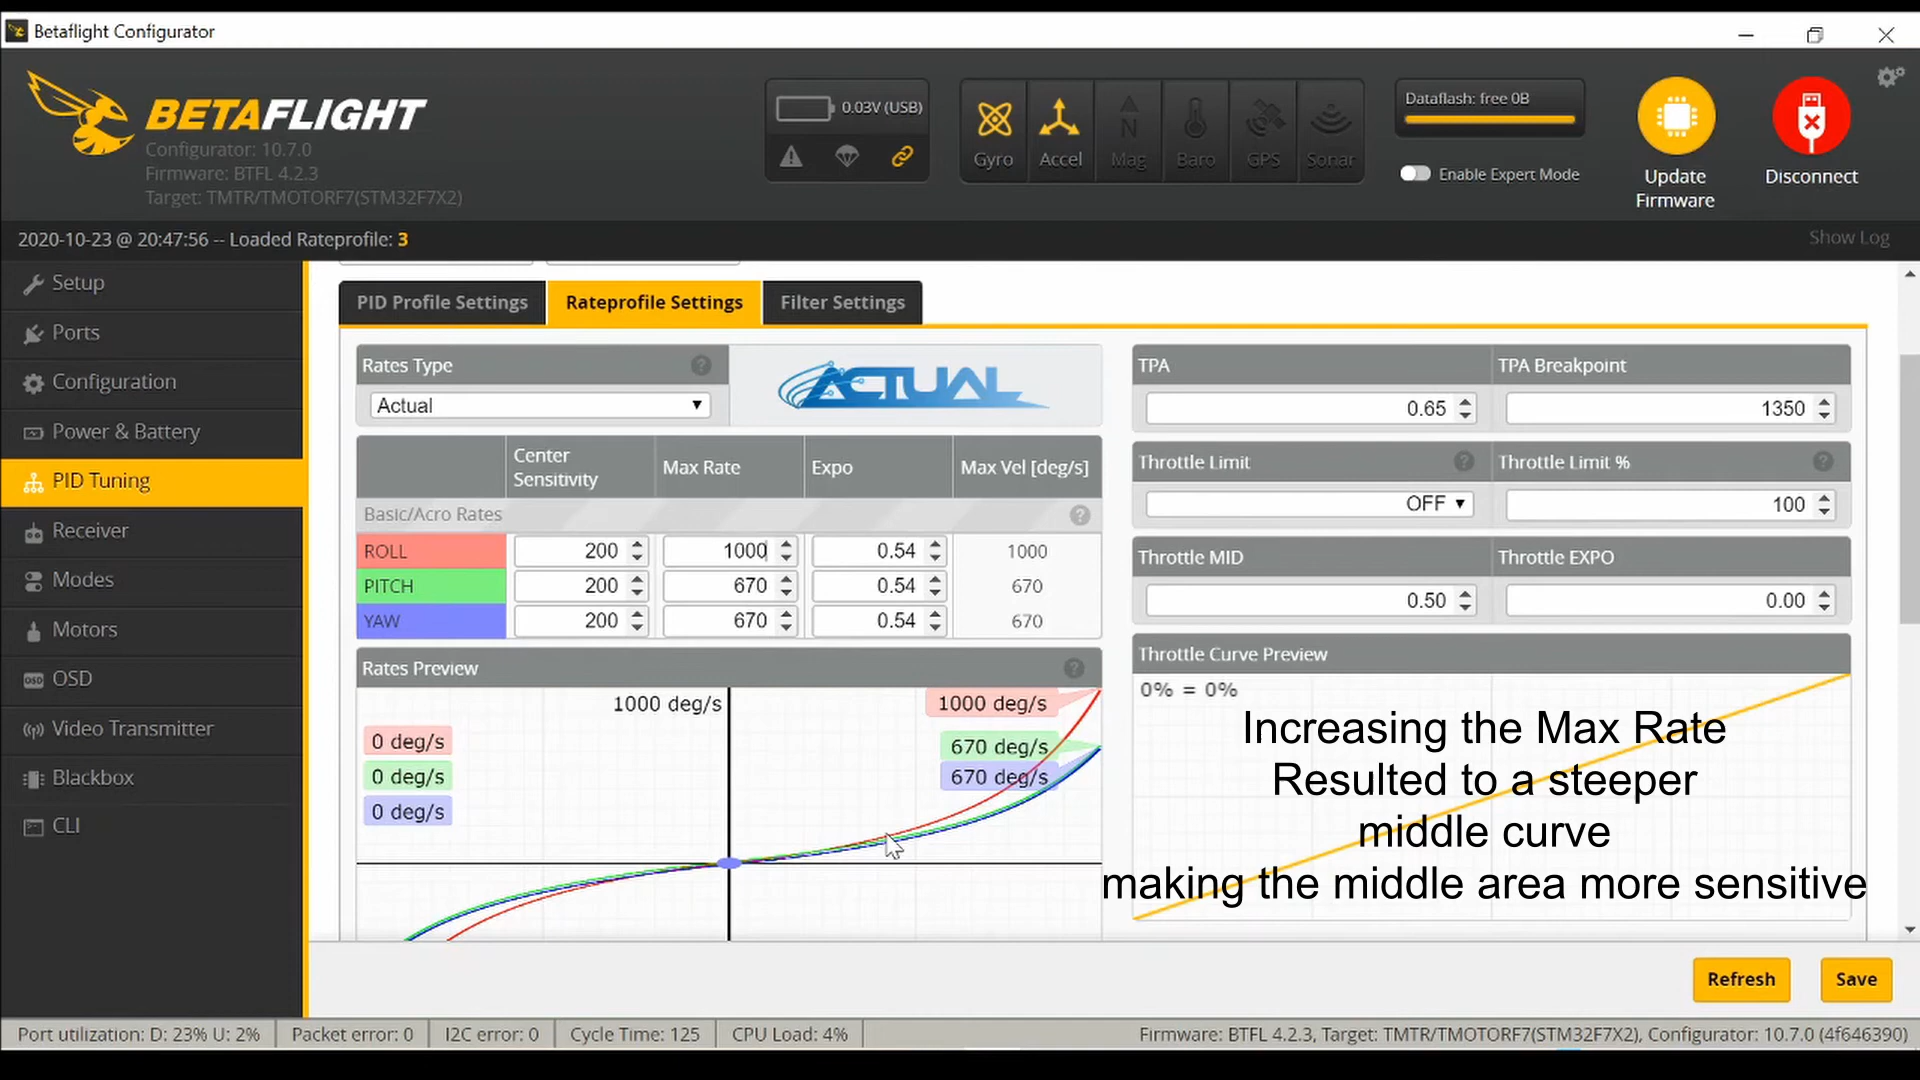 Betaflight Configurator
BETAFLIGHT
Configurator: 10.7.0
Firmware: BTFL 4.2.3
Target: TMTR/TMOTORF7(STM32F7X2)
0.03V (USB)
Gyro
Accel
Mag
Baro
GPS
Sonar
Dataflash: free 0B
Enable Expert Mode
Update
Firmware
Disconnect
2020-10-23 @ 20:47:56 -- Loaded Rateprofile: 3
Show Log
Setup
Ports
Configuration
Power & Battery
PID Tuning
Receiver
Modes
Motors
OSD
OSD
Video Transmitter
Blackbox
CLI
PID Profile Settings
Rateprofile Settings
Filter Settings
Rates Type
Actual
ACTUAL
Center
Sensitivity
Max Rate
Expo
Max Vel [deg/s]
Basic/Acro Rates
ROLL 200 1000 0.54 1000
PITCH 200 670 0.54 670
YAW 200 670 0.54 670
Rates Preview
1000 deg/s
1000 deg/s
670 deg/s
670 deg/s
0 deg/s
0 deg/s
0 deg/s
TPA
TPA Breakpoint
0.65
1350
Throttle Limit
Throttle Limit %
OFF
100
Throttle MID
Throttle EXPO
0.50
0.00
Throttle Curve Preview
0% = 0%
Increasing the Max Rate
Resulted to a steeper
middle curve
making the middle area more sensitive
Refresh
Save
Port utilization: D: 23% U: 2%
Packet error: 0
I2C error: 0
Cycle Time: 125
CPU Load: 4%
Firmware: BTFL 4.2.3, Target: TMTR/TMOTORF7(STM32F7X2), Configurator: 10.7.0 (4f646390)